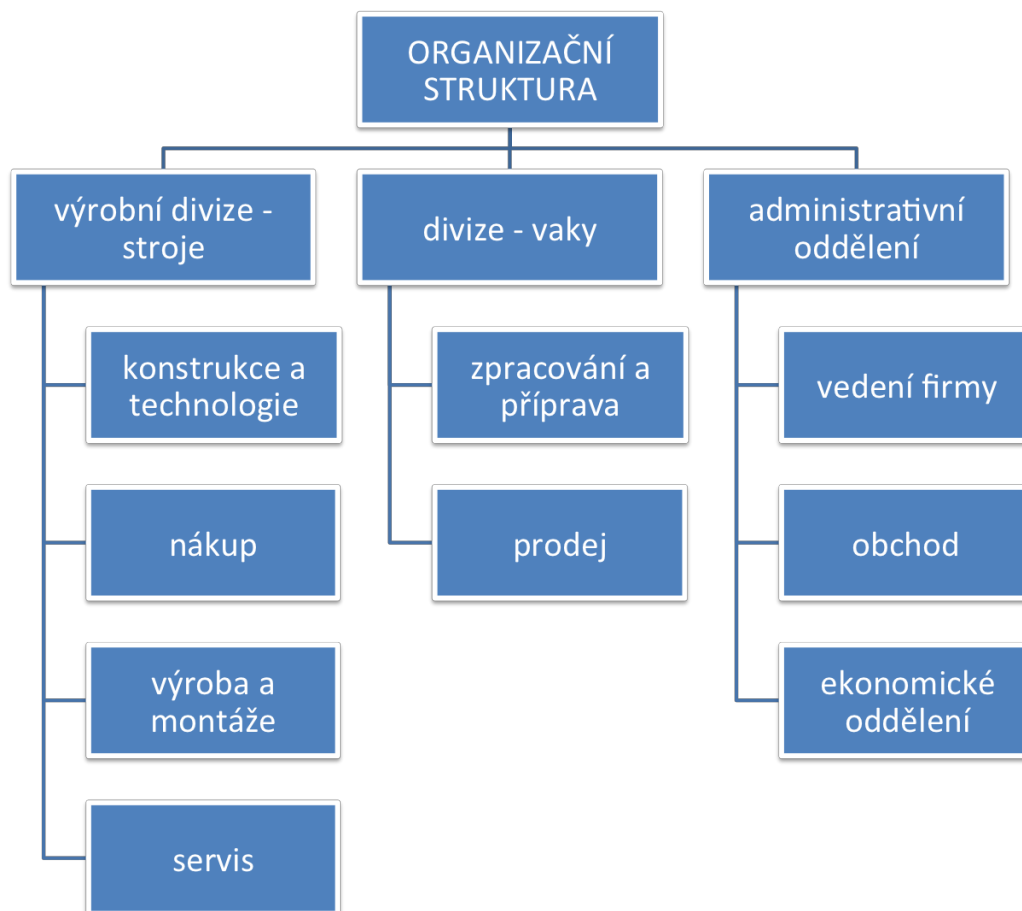 ORGANIZAČNÍ
STRUKTURA
výrobní divize -
stroje
konstrukce a
technologie
nákup
výroba a
montáže
servis
divize - vaky
zpracování a
příprava
prodej
administrativní
oddělení
vedení firmy
obchod
ekonomické
oddělení